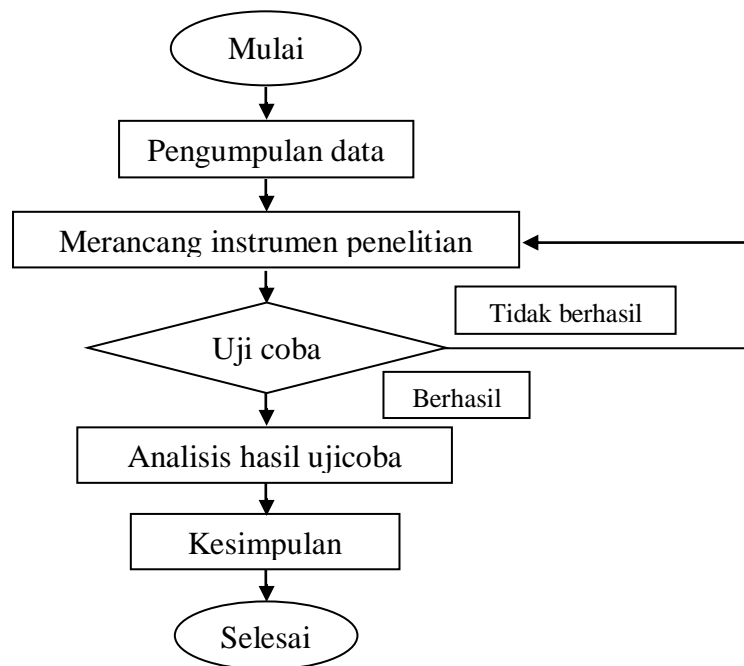 Mulai
Pengumpulan data
Merancang instrumen penelitian
Tidak berhasil
Uji coba
Berhasil
Analisis hasil ujicoba
Kesimpulan
Selesai